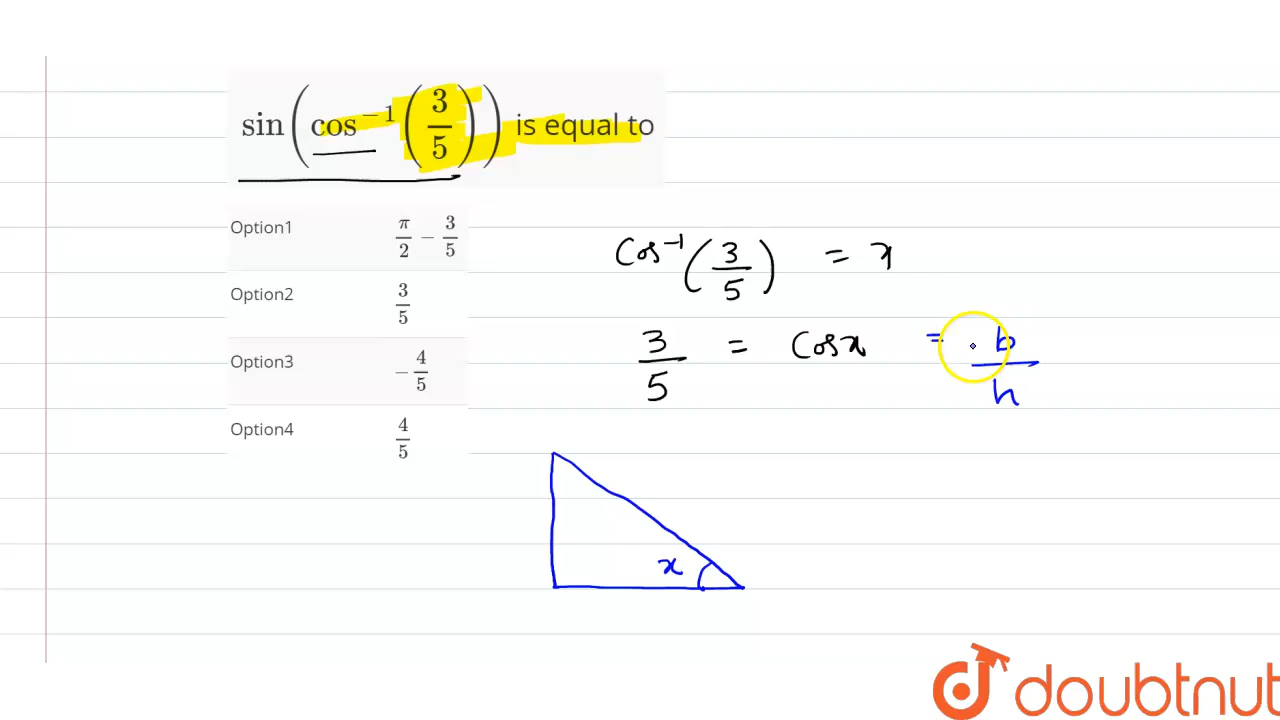 sin(cos⁻¹(3/5)) is equal to
Option1 π/2 − 3/5
Option2 3/5
Option3 −4/5
Option4 4/5
Cos⁻¹(3/5) = x
3/5 = Cosx = b/h
x
doubtnut